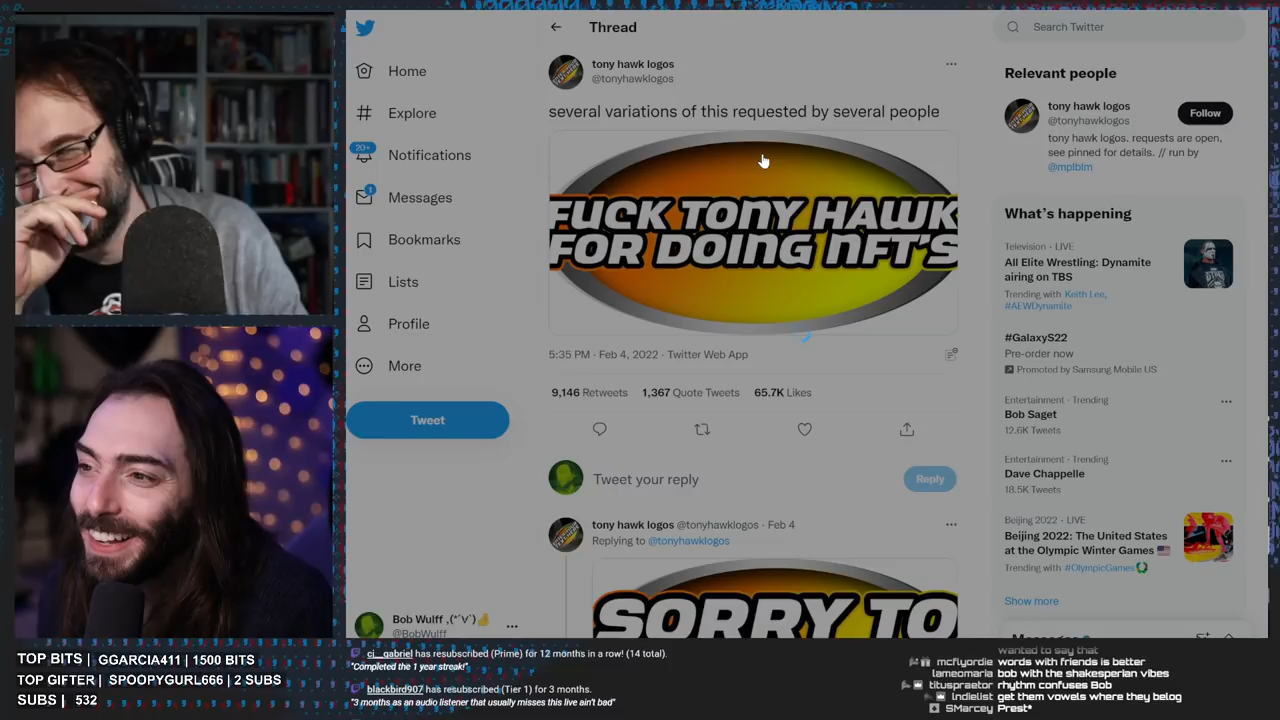 Home
Explore
20+
Notifications
1
Messages
Bookmarks
Lists
Profile
More
Tweet
Bob Wulff ,(*´∀`)👍
@BobWulff
Thread
tony hawk logos
@tonyhawklogos
several variations of this requested by several people
FUCK TONY HAWK
FOR DOING NFT'S
5:35 PM · Feb 4, 2022 · Twitter Web App
9,146 Retweets 1,367 Quote Tweets 65.7K Likes
Tweet your reply
Reply
tony hawk logos @tonyhawklogos · Feb 4
Replying to @tonyhawklogos
SORRY TO
Search Twitter
Relevant people
tony hawk logos
@tonyhawklogos
Follow
tony hawk logos. requests are open,
see pinned for details. // run by
@mplblm
What's happening
Television · LIVE
All Elite Wrestling: Dynamite
airing on TBS
Trending with Keith Lee,
#AEWDynamite
#GalaxyS22
Pre-order now
Promoted by Samsung Mobile US
Entertainment · Trending
Bob Saget
12.6K Tweets
Entertainment · Trending
Dave Chappelle
18.5K Tweets
Beijing 2022 · LIVE
Beijing 2022: The United States
at the Olympic Winter Games 🇺🇸
Trending with #OlympicGames
Show more
Messages
TOP BITS | GGARCIA411 | 1500 BITS
TOP GIFTER | SPOOPYGURL666 | 2 SUBS
SUBS | 532
ci__gabriel has resubscribed (Prime) for 12 months in a row! (14 total).
"Completed the 1 year streak!"
blackbird907 has resubscribed (Tier 1) for 3 months.
"3 months as an audio listener that usually misses this live ain't bad"
wanted to say that
mcflyordie words with friends is better
lameomaria bob with the shakesperian vibes
tituspraetor rhythm confuses Bob
lndielist get them vowels where they belog
SMarcey Prest*